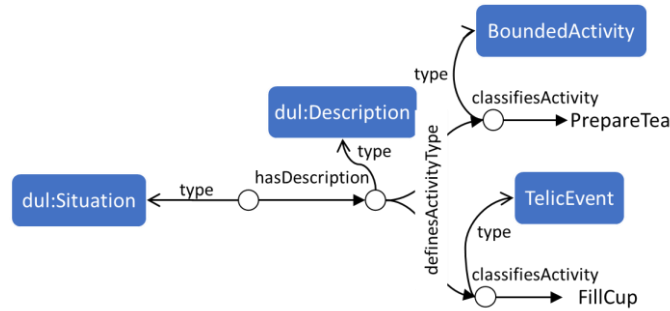 BoundedActivity
type
classifiesActivity
PrepareTea
dul:Description
type
hasDescription
definesActivityType
dul:Situation
type
TelicEvent
type
classifiesActivity
FillCup